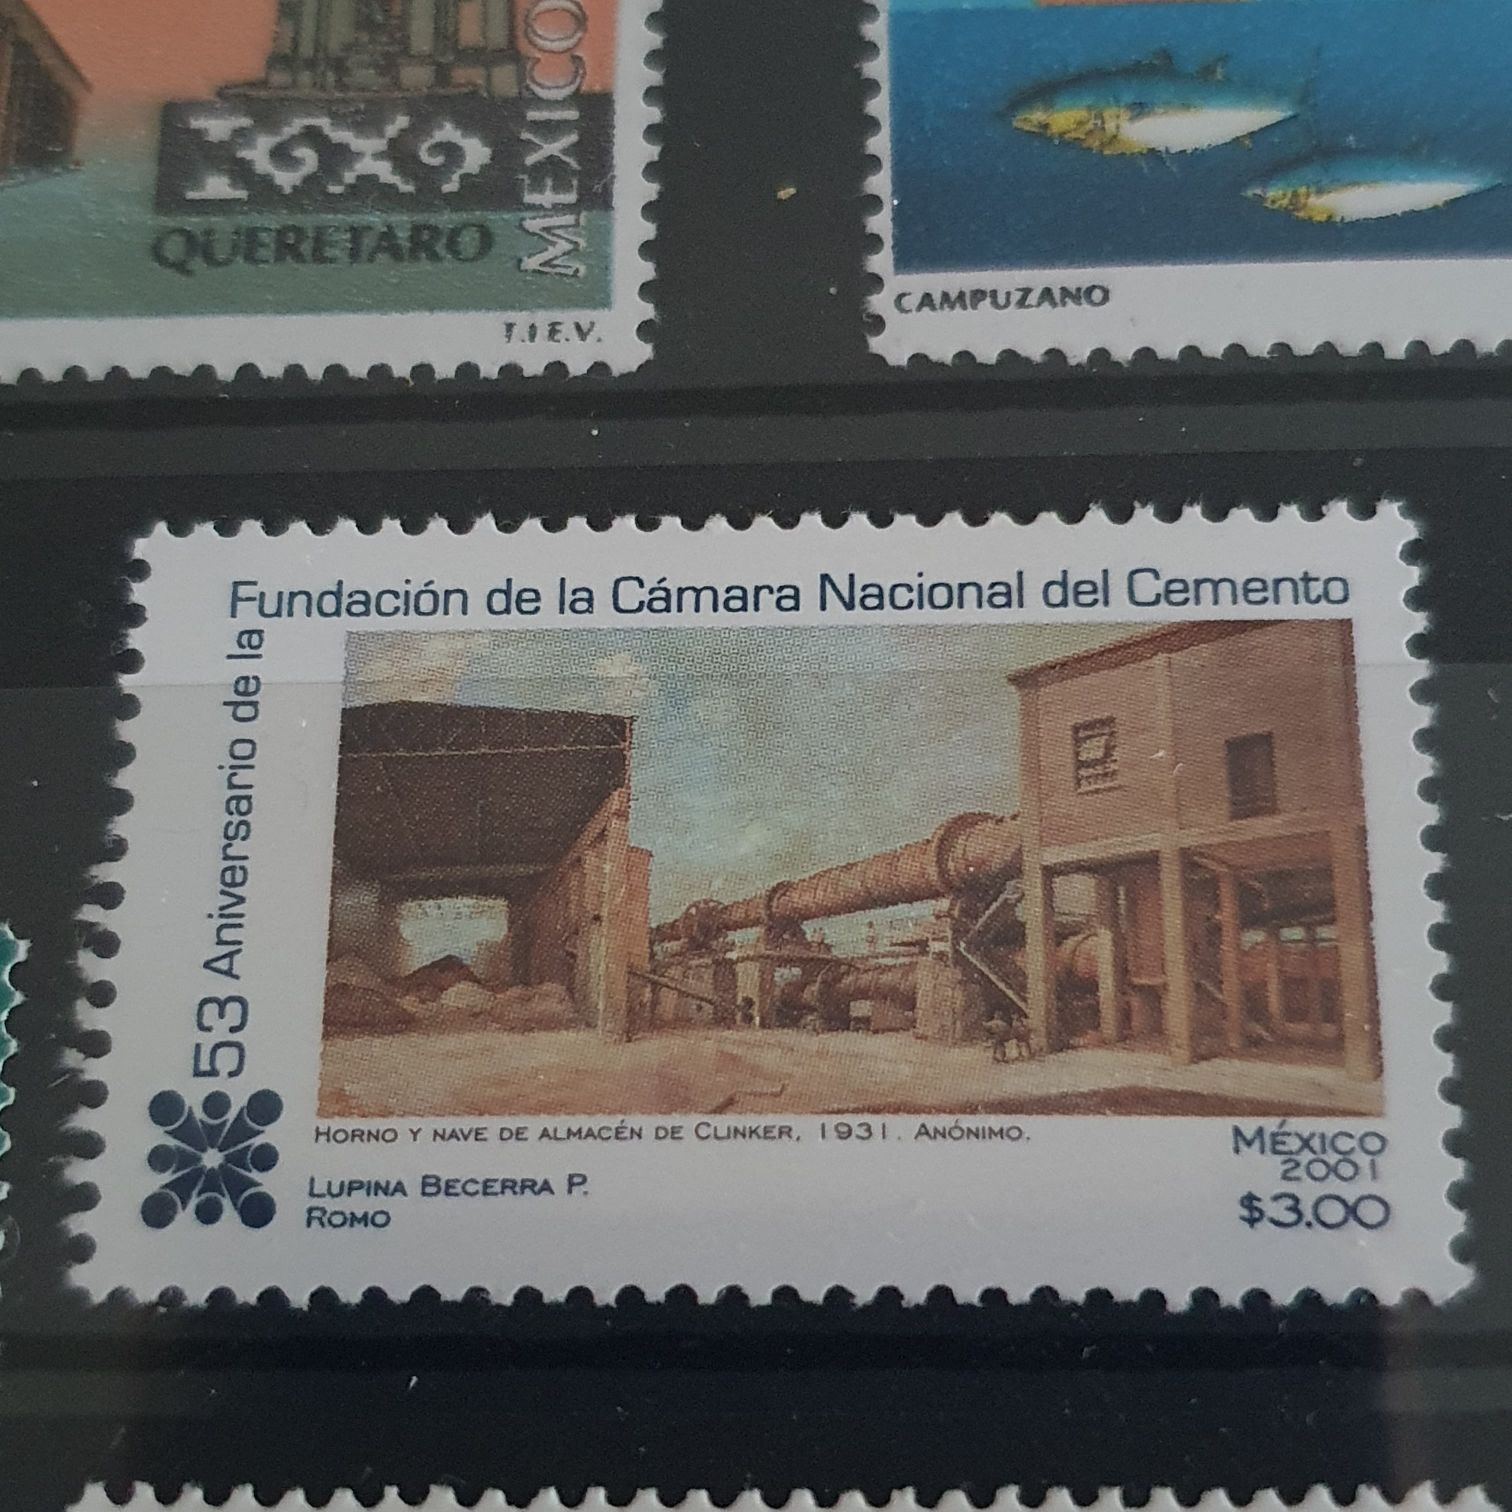 MEXICO
QUERETARO
T.I.E.V.
CAMPUZANO
53 Aniversario de la
Fundación de la Cámara Nacional del Cemento
HORNO Y NAVE DE ALMACÉN DE CLINKER, 1931. ANÓNIMO.
LUPINA BECERRA P.
ROMO
MÉXICO
2001
$3.00